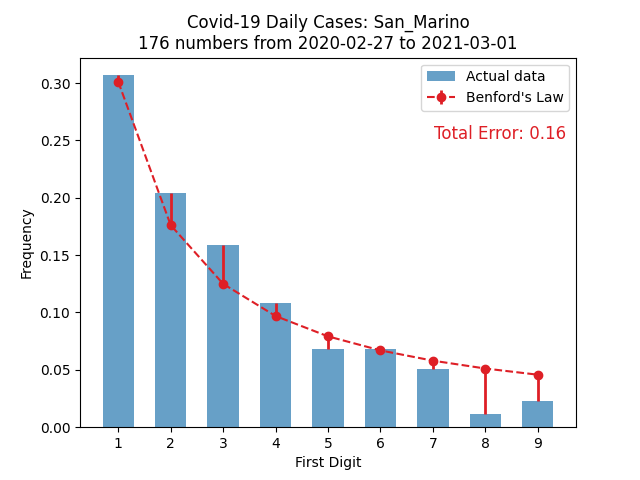 Covid-19 Daily Cases: San_Marino
176 numbers from 2020-02-27 to 2021-03-01
Actual data
Benford's Law
Total Error: 0.16
Frequency
0.30
0.25
0.20
0.15
0.10
0.05
0.00
1 2 3 4 5 6 7 8 9
First Digit